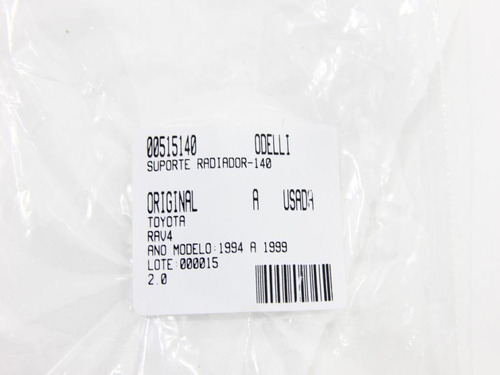 00515140 ODELLI
SUPORTE RADIADOR-140
ORIGINAL A USADA
TOYOTA
RAV4
ANO MODELO:1994 A 1999
LOTE:000015
2.0